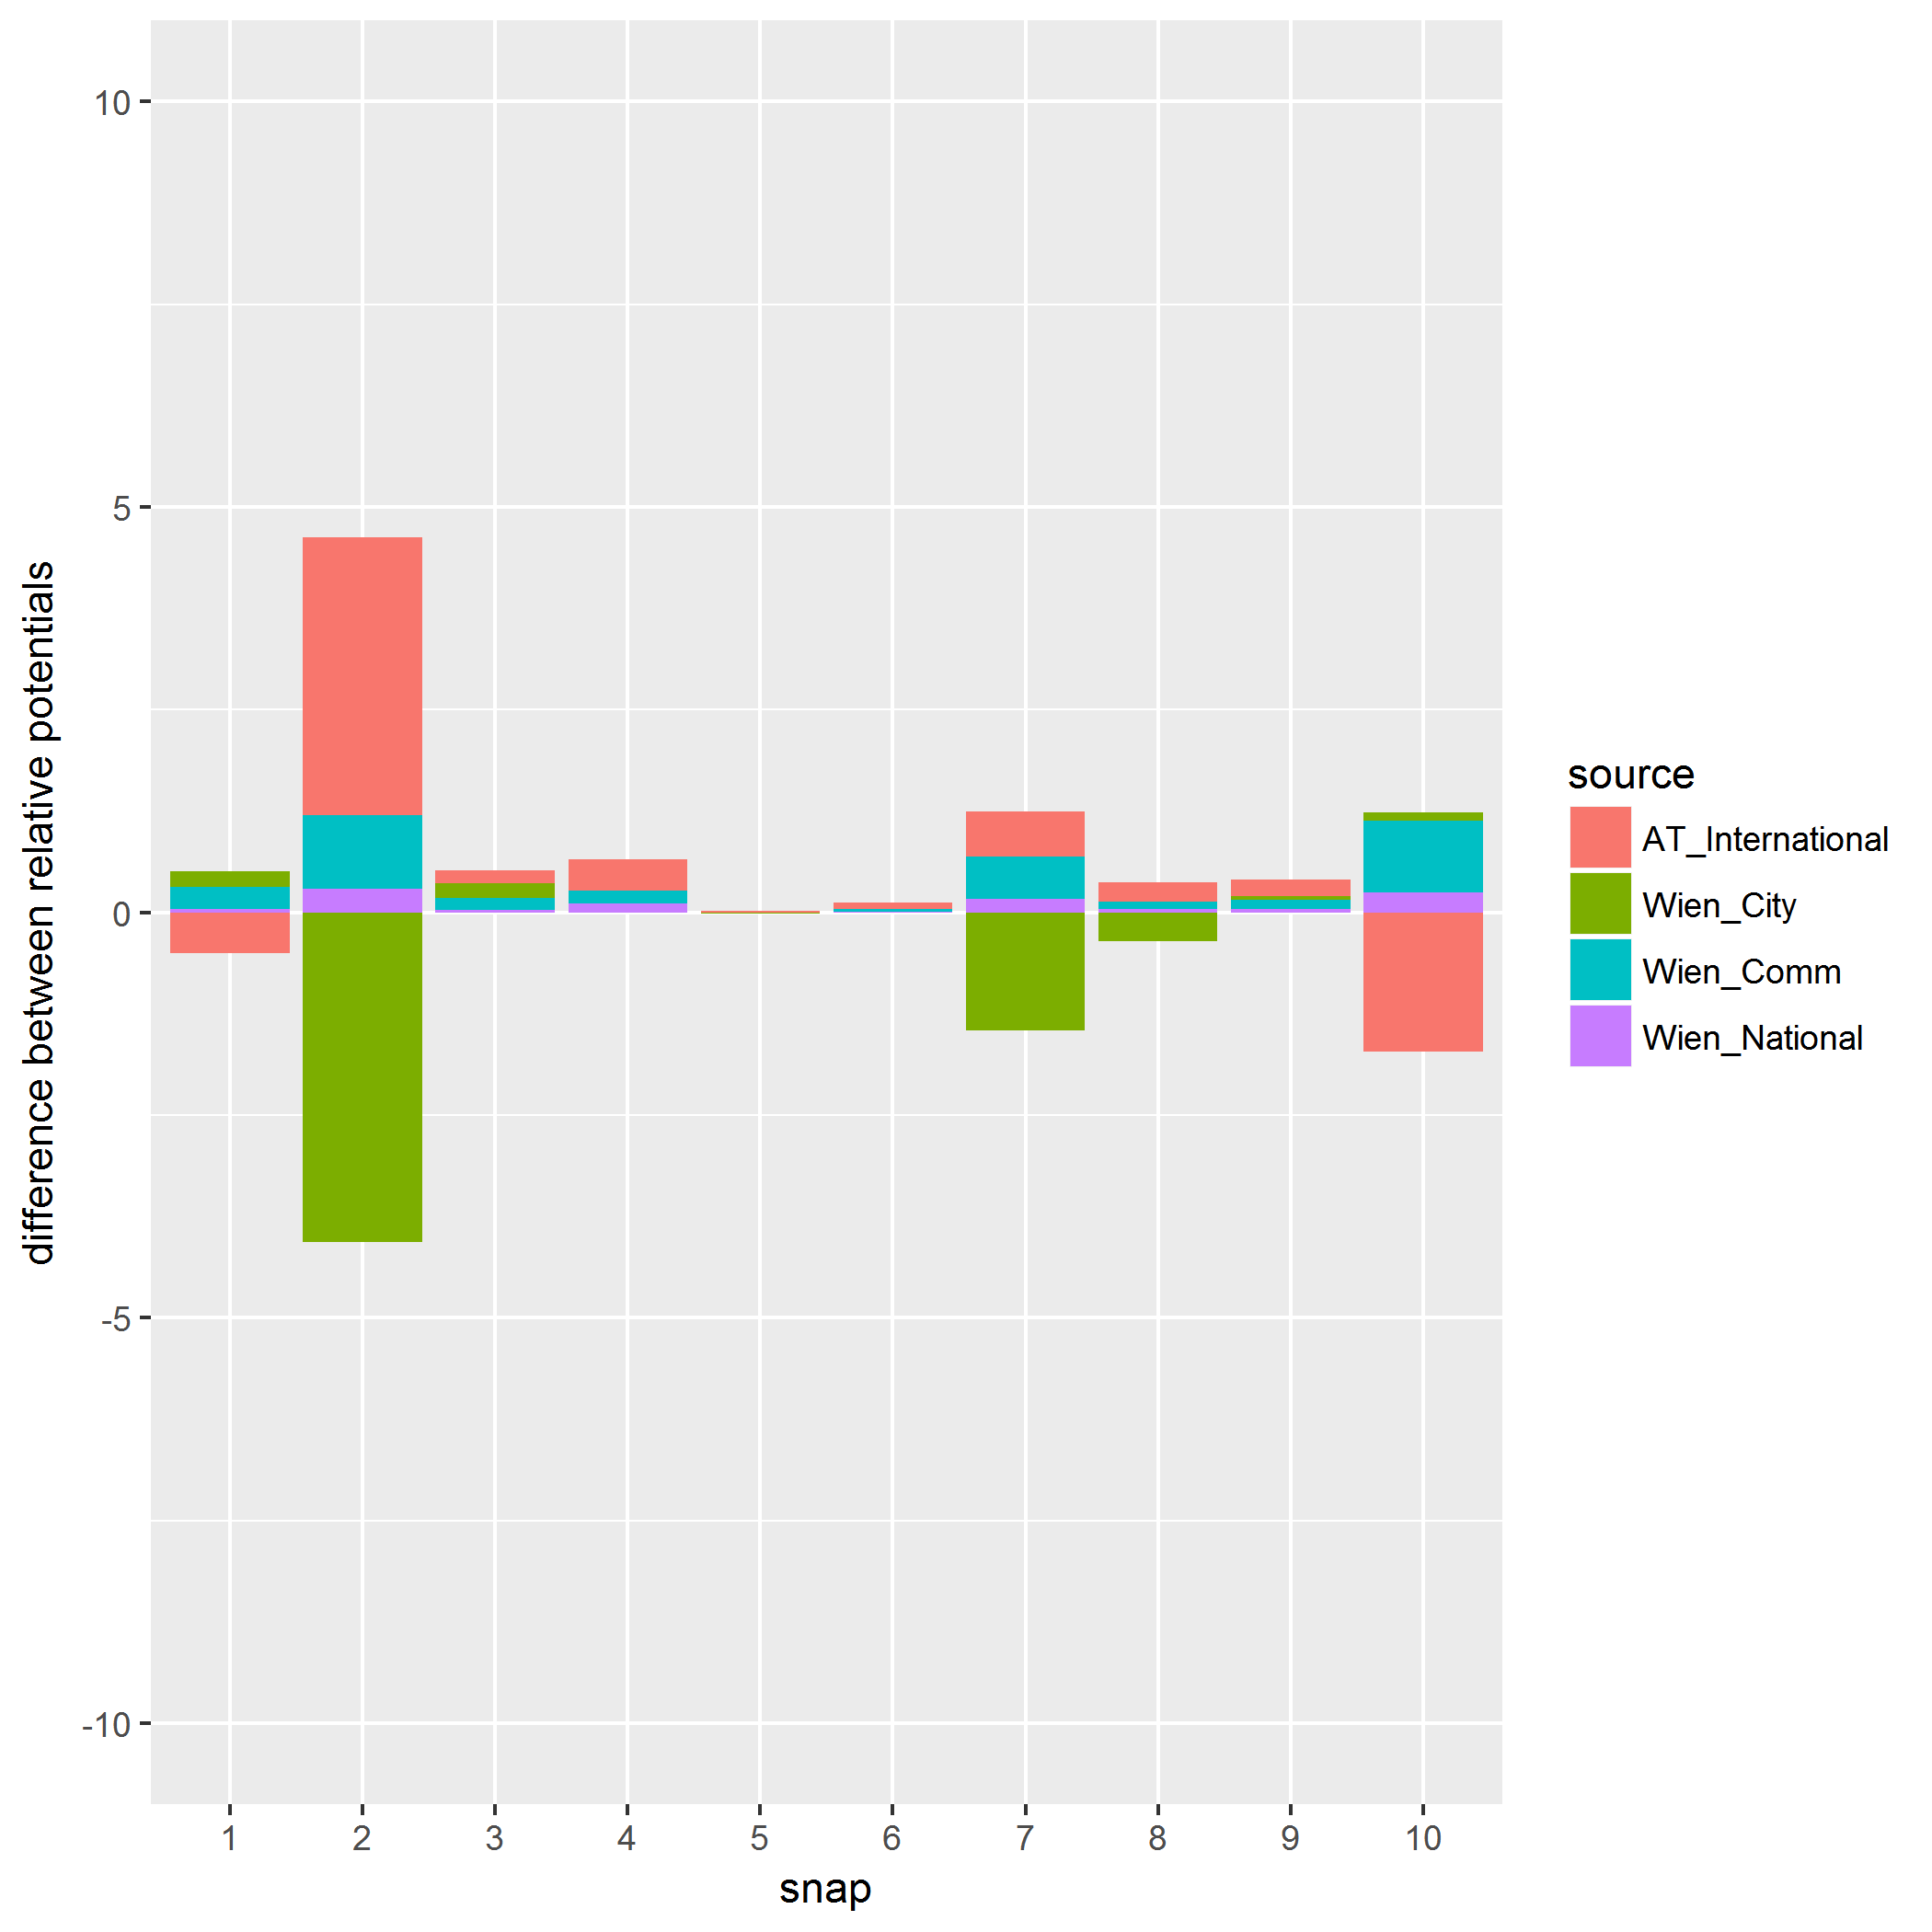 10
5
0
-5
-10
difference between relative potentials
1 2 3 4 5 6 7 8 9 10
snap
source
AT_International
Wien_City
Wien_Comm
Wien_National